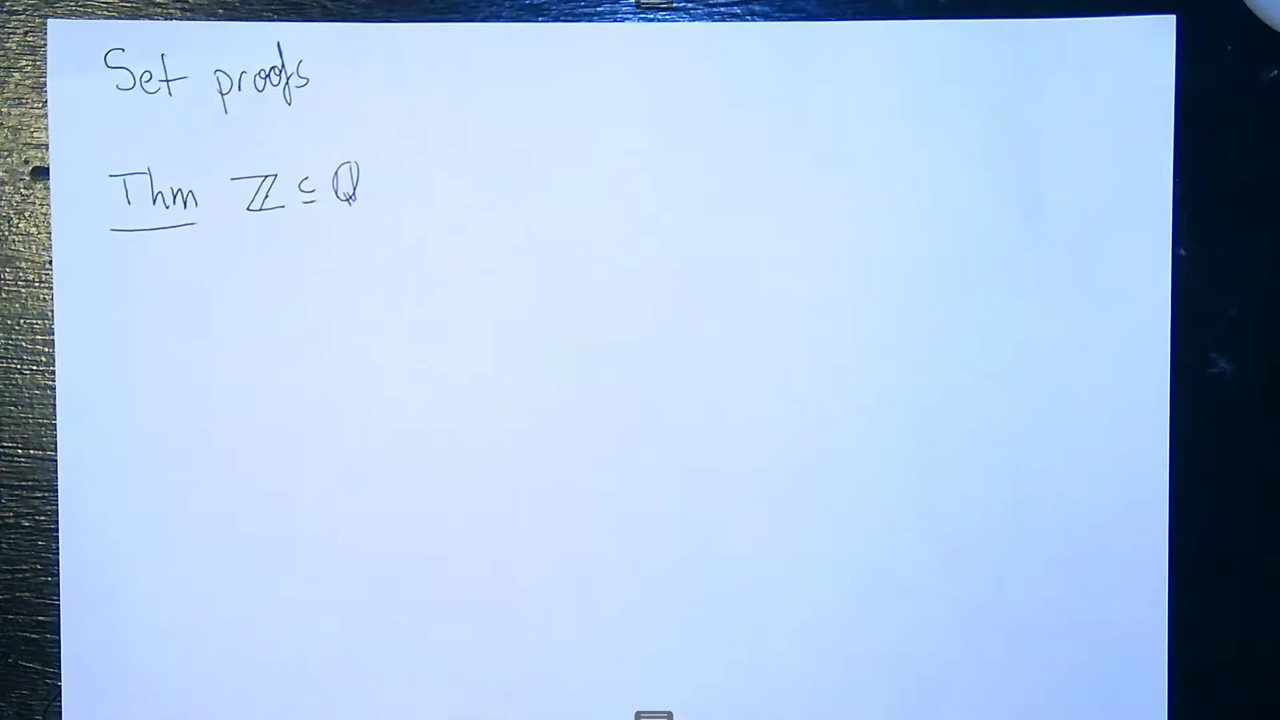 Set proofs
Thm ℤ ⊆ ℚ